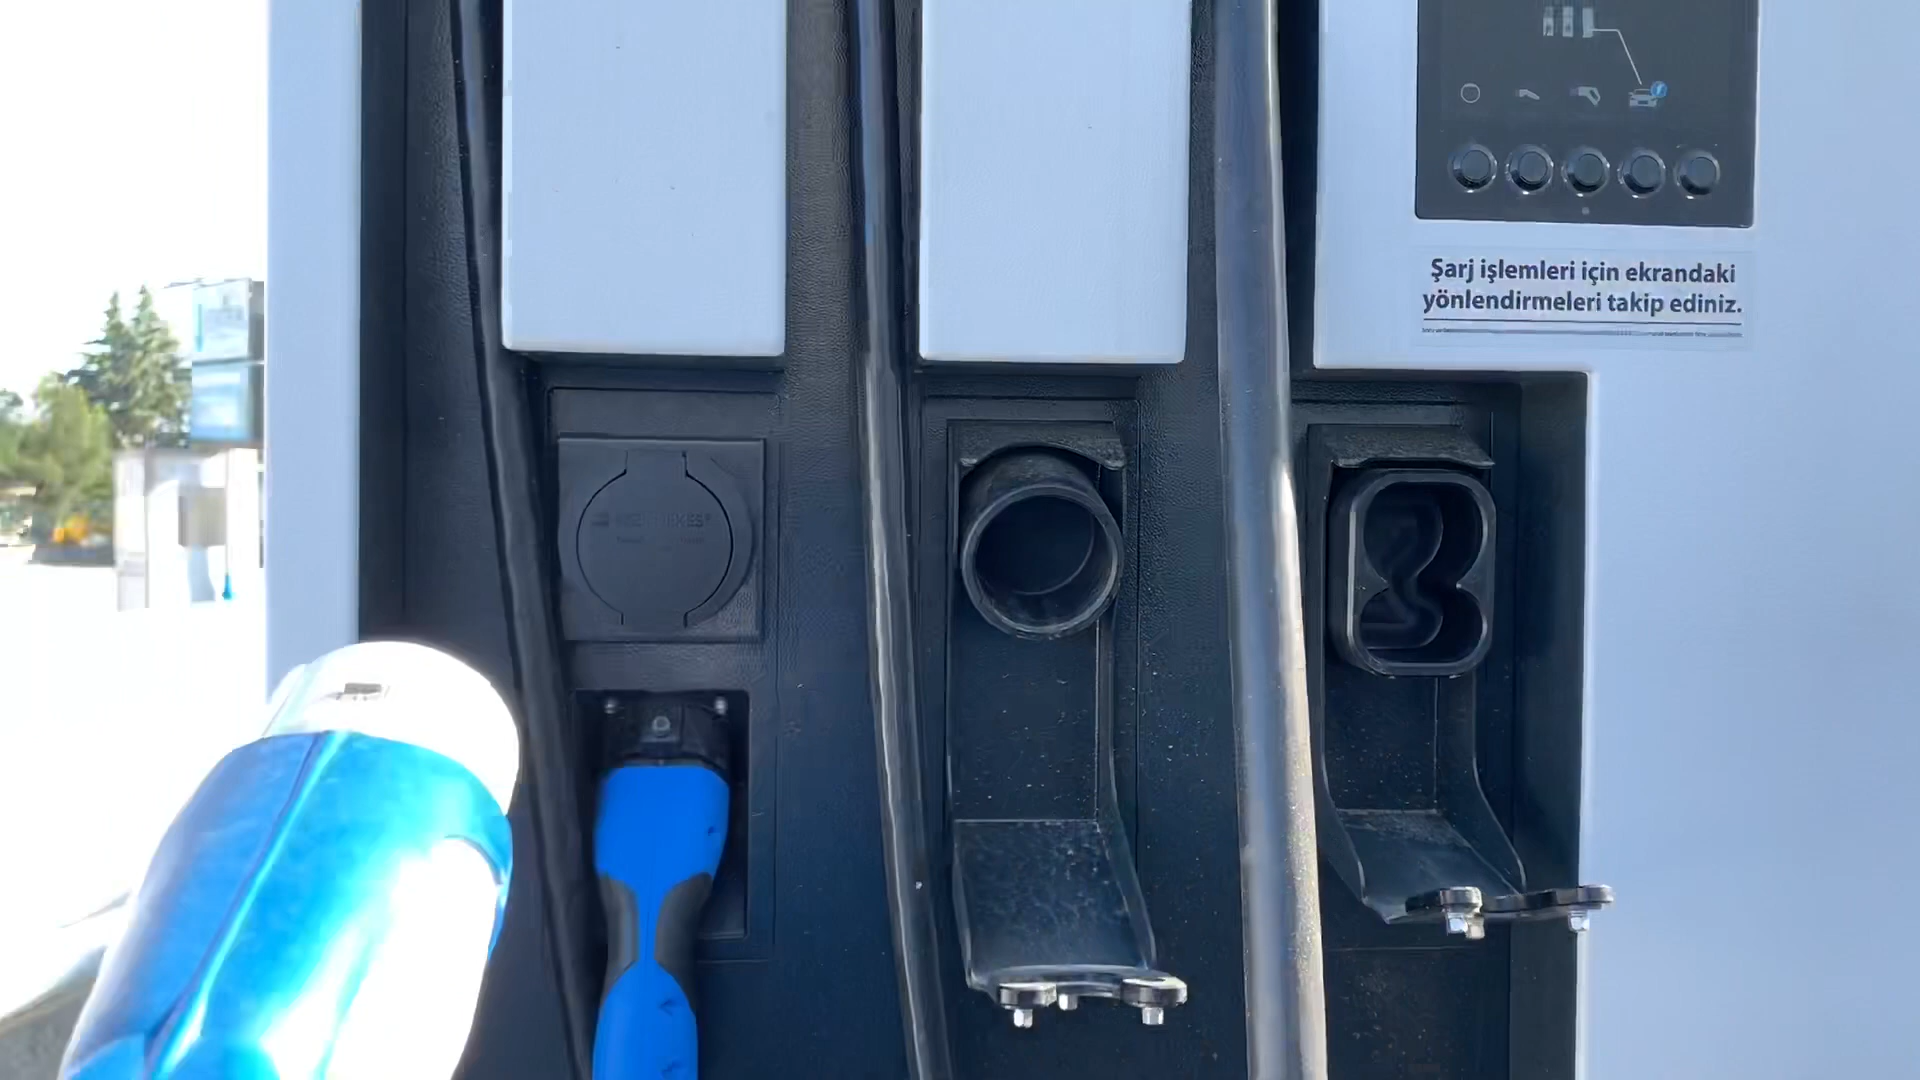 Şarj işlemleri için ekrandaki
yönlendirmeleri takip ediniz.